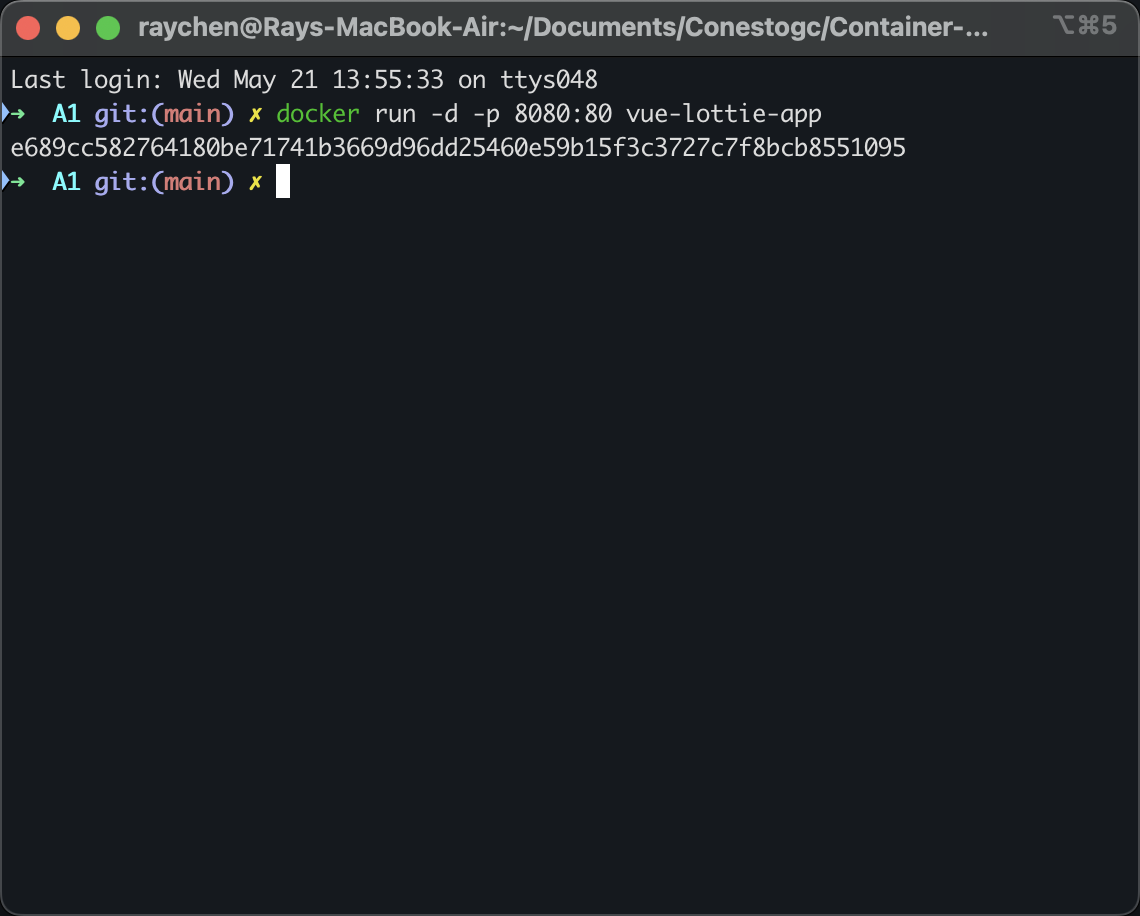 raychen@Rays-MacBook-Air:~/Documents/Conestogc/Container-... ⌥⌘5
Last login: Wed May 21 13:55:33 on ttys048
➜ A1 git:(main) ✗ docker run -d -p 8080:80 vue-lottie-app
e689cc582764180be71741b3669d96dd25460e59b15f3c3727c7f8bcb8551095
➜ A1 git:(main) ✗